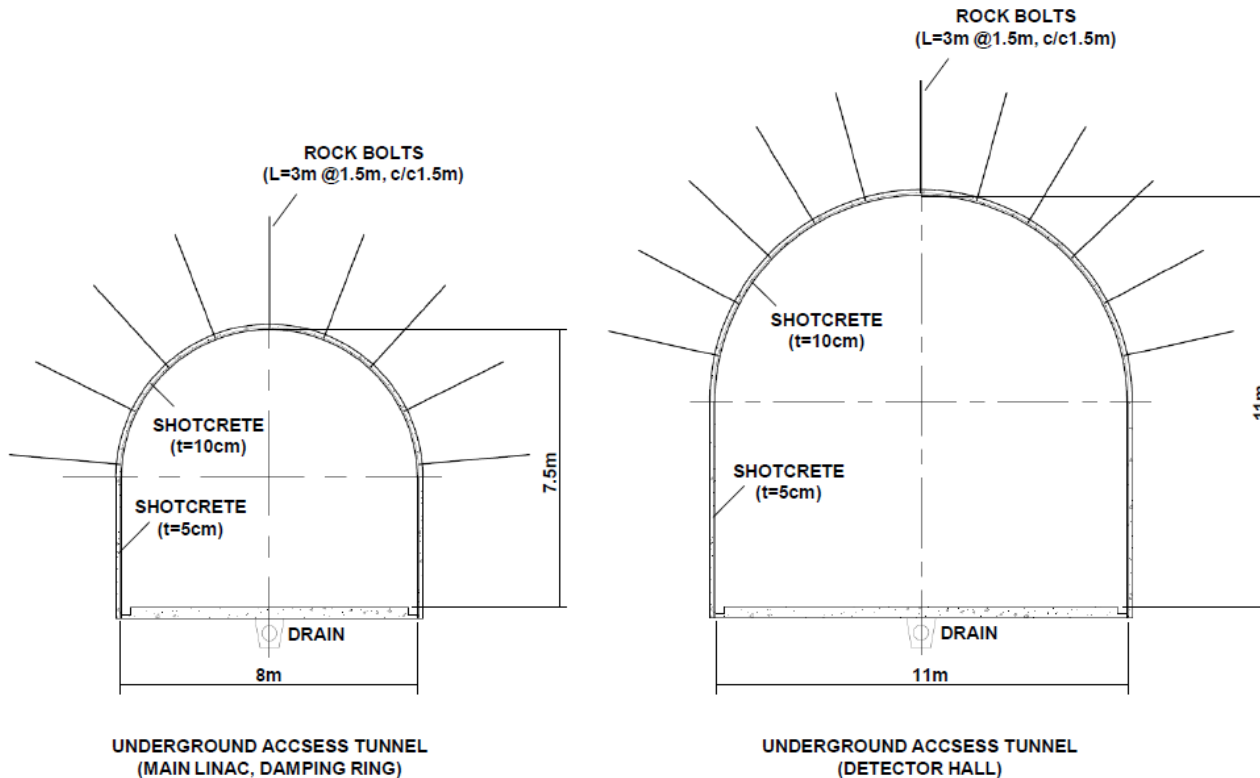 ROCK BOLTS
(L=3m @1.5m, c/c1.5m)
SHOTCRETE
(t=10cm)
SHOTCRETE
(t=5cm)
7.5m
DRAIN
8m
UNDERGROUND ACCSESS TUNNEL
(MAIN LINAC, DAMPING RING)
ROCK BOLTS
(L=3m @1.5m, c/c1.5m)
SHOTCRETE
(t=10cm)
SHOTCRETE
(t=5cm)
11m
DRAIN
11m
UNDERGROUND ACCSESS TUNNEL
(DETECTOR HALL)